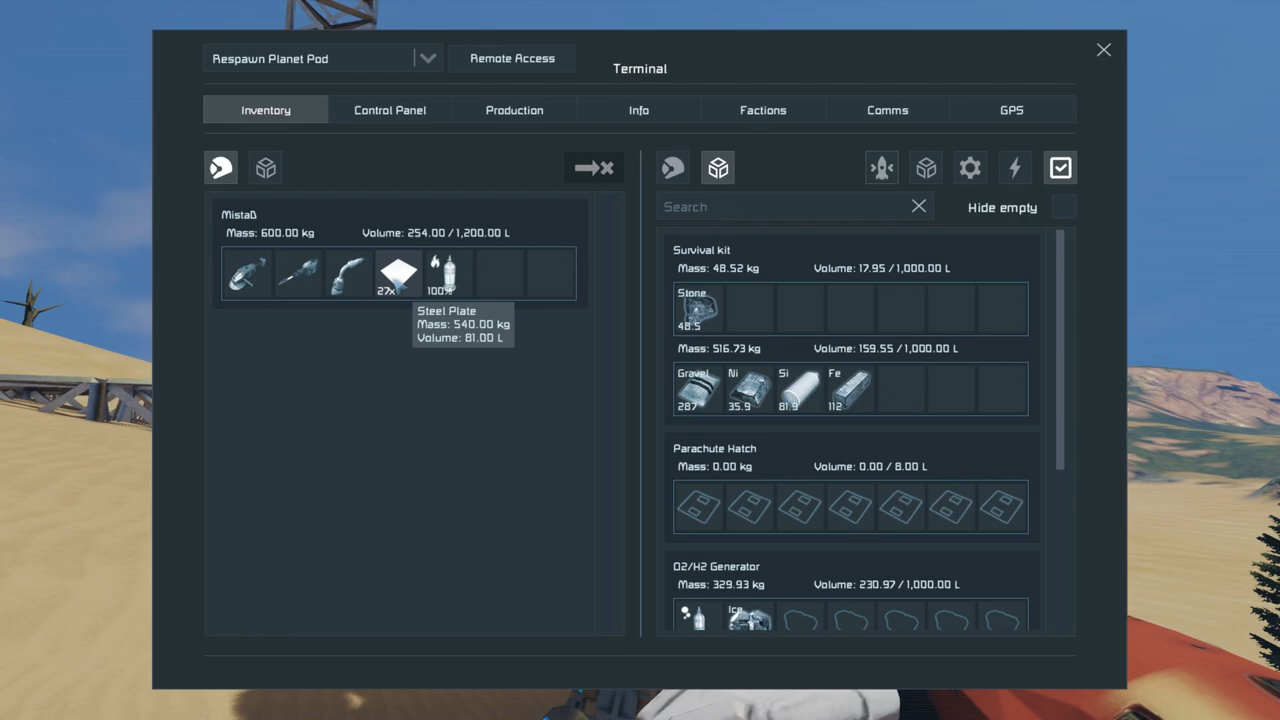 Respawn Planet Pod
Remote Access
Terminal
Inventory
Control Panel
Production
Info
Factions
Comms
GPS
MistaB
Mass: 600.00 kg
Volume: 254.00 / 1,200.00 L
27x
100%
Steel Plate
Mass: 540.00 kg
Volume: 81.00 L
Search
Hide empty
Survival kit
Mass: 48.52 kg
Volume: 17.95 / 1,000.00 L
Stone
48.5
Mass: 516.73 kg
Volume: 159.55 / 1,000.00 L
Gravel
Ni
Si
Fe
287
35.9
81.9
112
Parachute Hatch
Mass: 0.00 kg
Volume: 0.00 / 8.00 L
O2/H2 Generator
Mass: 329.93 kg
Volume: 230.97 / 1,000.00 L
Ice